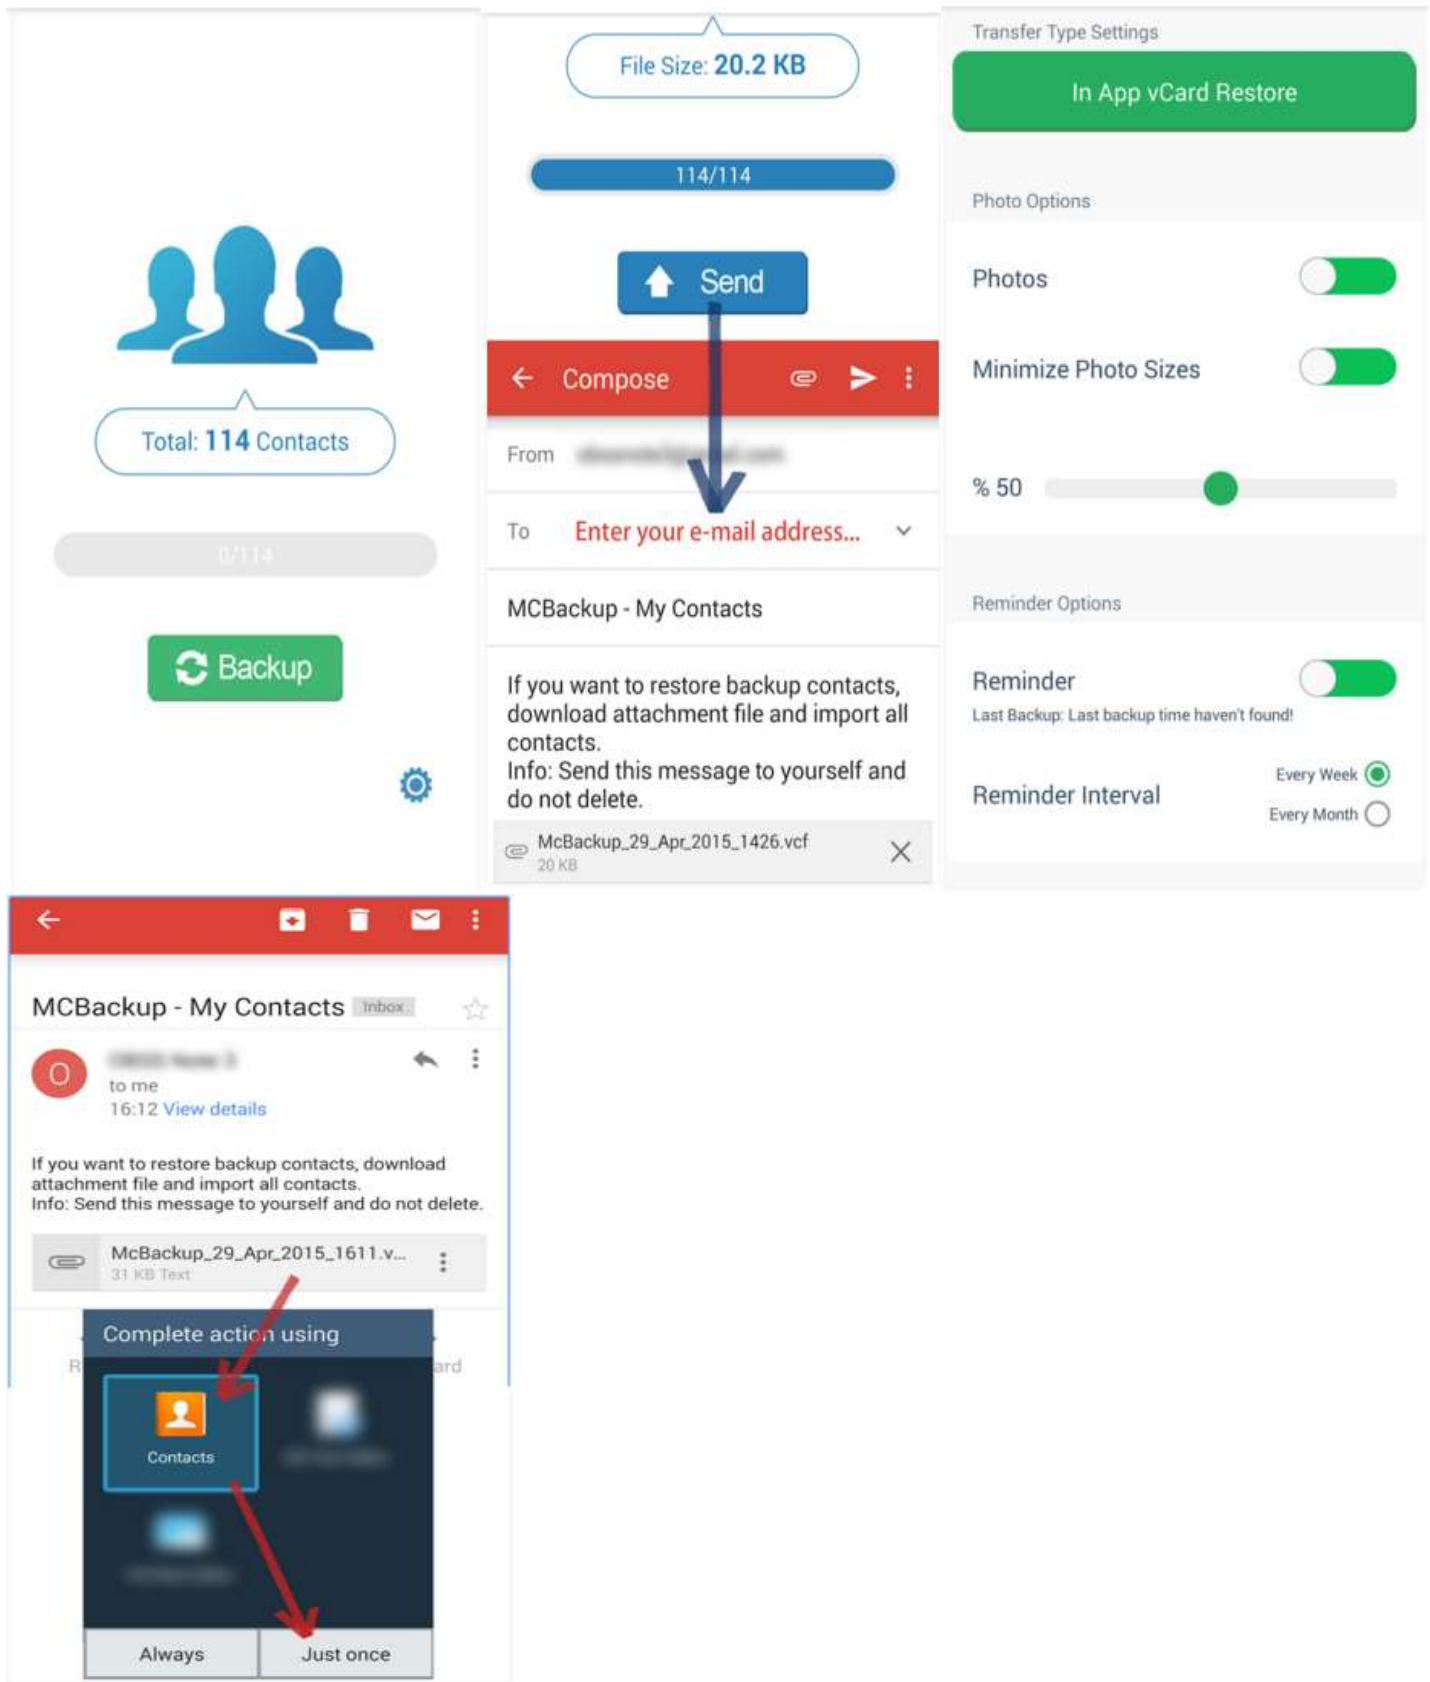 Total: 114 Contacts
0/114
Backup
File Size: 20.2 KB
114/114
Send
Compose
From
To Enter your e-mail address...
MCBackup - My Contacts
If you want to restore backup contacts,
download attachment file and import all
contacts.
Info: Send this message to yourself and
do not delete.
McBackup_29_Apr_2015_1426.vcf
20 KB
Transfer Type Settings
In App vCard Restore
Photo Options
Photos
Minimize Photo Sizes
% 50
Reminder Options
Reminder
Last Backup: Last backup time haven't found!
Every Week
Reminder Interval
Every Month
MCBackup - My Contacts Inbox
O
to me
16:12 View details
If you want to restore backup contacts, download
attachment file and import all contacts.
Info: Send this message to yourself and do not delete.
McBackup_29_Apr_2015_1611.v...
31 KB Text
Complete action using
R ard
Contacts
Always Just once